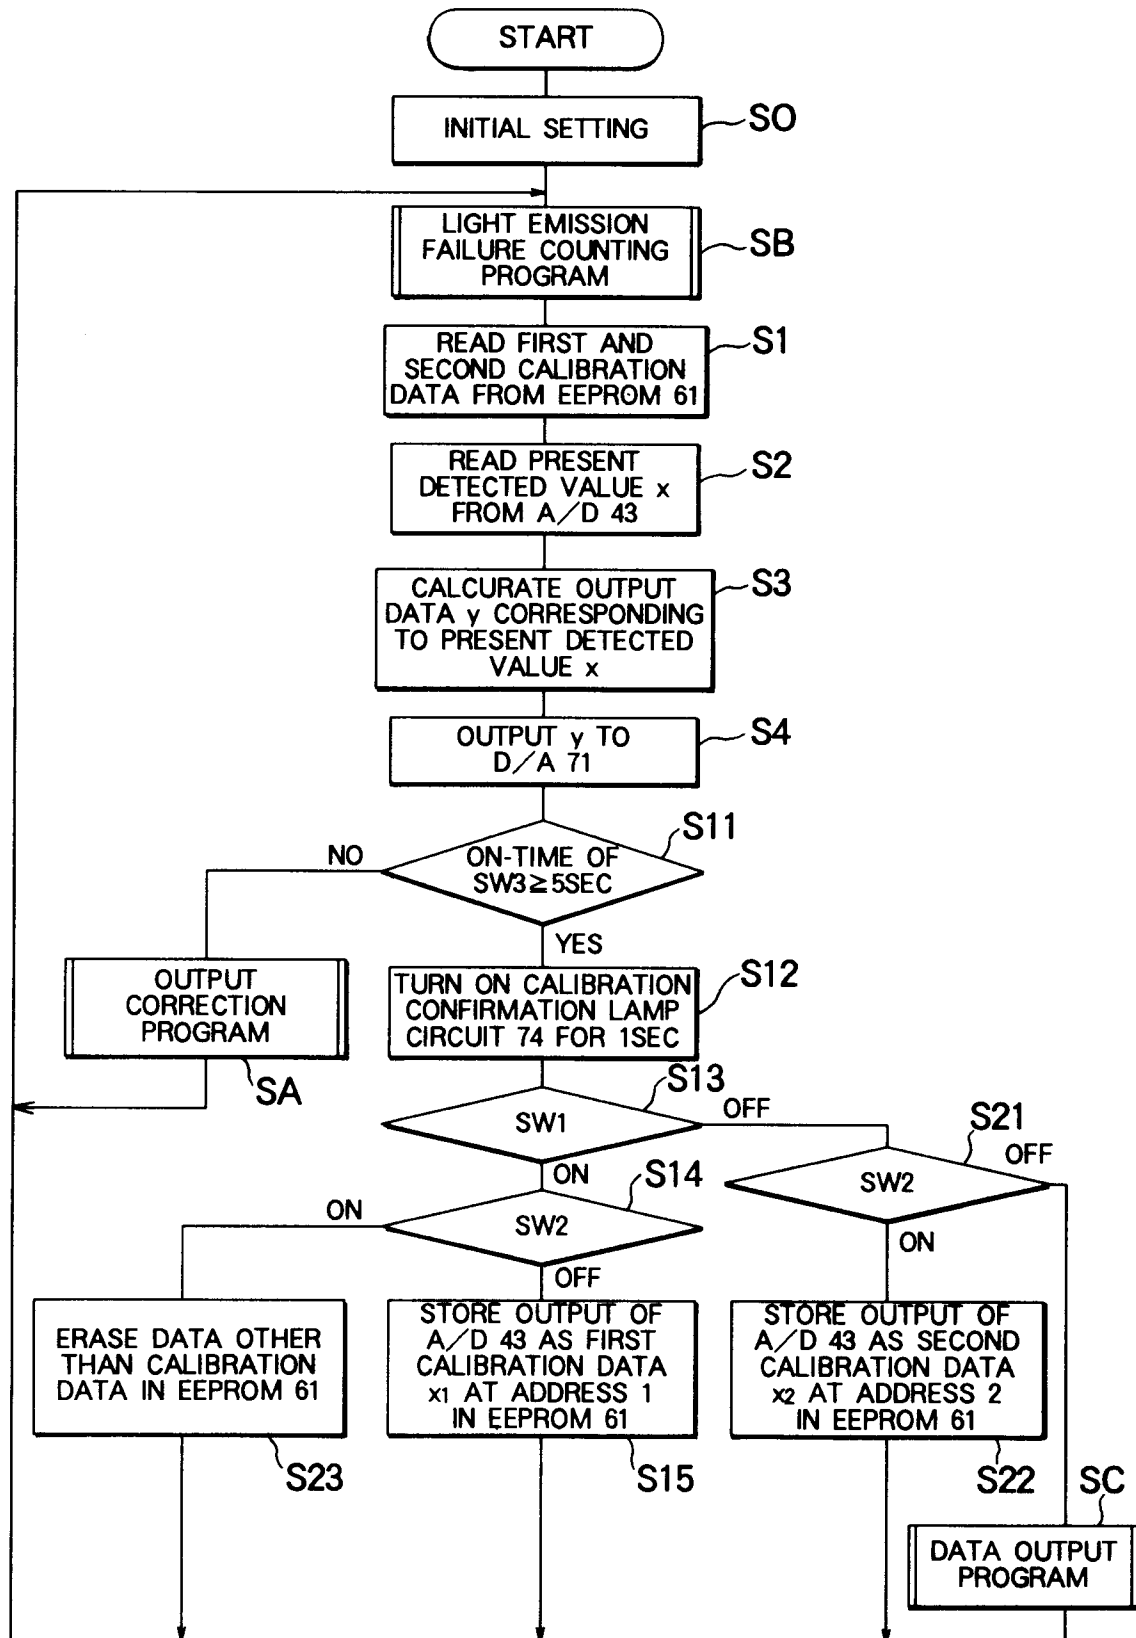 START
INITIAL SETTING
SO
LIGHT EMISSION
FAILURE COUNTING
PROGRAM
SB
READ FIRST AND
SECOND CALIBRATION
DATA FROM EEPROM 61
S1
READ PRESENT
DETECTED VALUE x
FROM A/D 43
S2
CALCURATE OUTPUT
DATA y CORRESPONDING
TO PRESENT DETECTED
VALUE x
S3
OUTPUT y TO
D/A 71
S4
ON-TIME OF
SW3≧5SEC
S11
NO
YES
OUTPUT
CORRECTION
PROGRAM
SA
TURN ON CALIBRATION
CONFIRMATION LAMP
CIRCUIT 74 FOR 1SEC
S12
SW1
S13
OFF
ON
SW2
S21
OFF
ON
SW2
S14
ON
OFF
ERASE DATA OTHER
THAN CALIBRATION
DATA IN EEPROM 61
S23
STORE OUTPUT OF
A/D 43 AS FIRST
CALIBRATION DATA
x1 AT ADDRESS 1
IN EEPROM 61
S15
STORE OUTPUT OF
A/D 43 AS SECOND
CALIBRATION DATA
x2 AT ADDRESS 2
IN EEPROM 61
S22
SC
DATA OUTPUT
PROGRAM